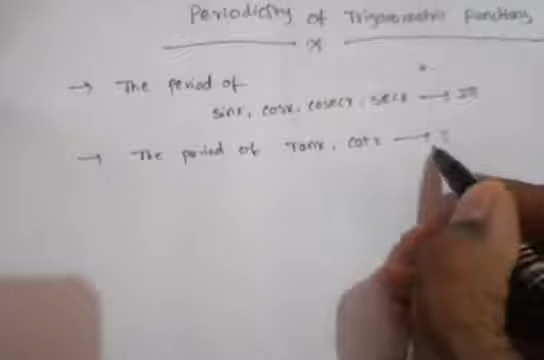 Periodicity of Trigonometric Functions
→ The period of
sinx, cosx, cosecx, secx → 2π
→ The period of Tanx, cotx →